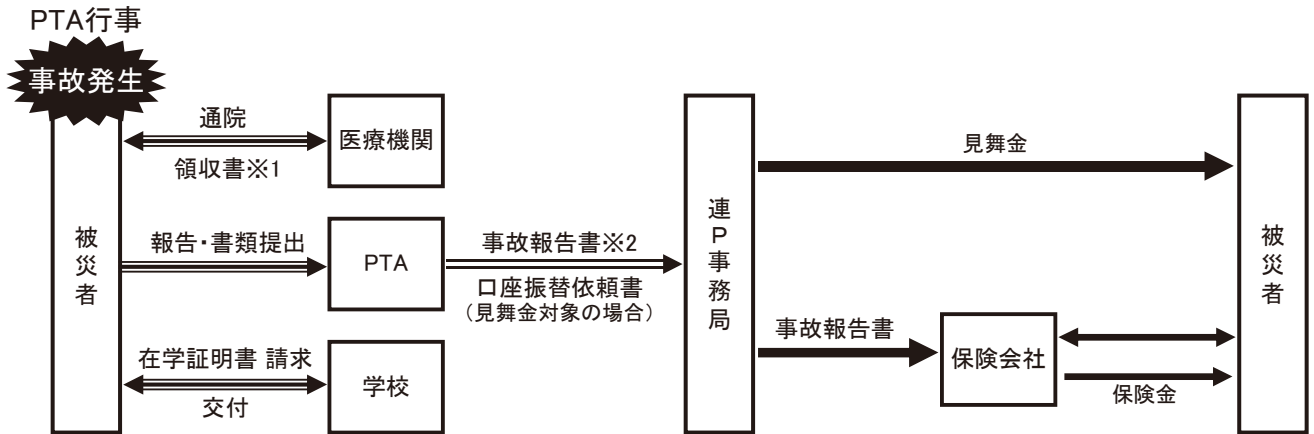 PTA行事
事故発生
被災者
通院
領収書※1
医療機関
報告・書類提出
PTA
在学証明書 請求
交付
学校
事故報告書※2
口座振替依頼書
（見舞金対象の場合）
連P事務局
見舞金
事故報告書
保険会社
保険金
被災者